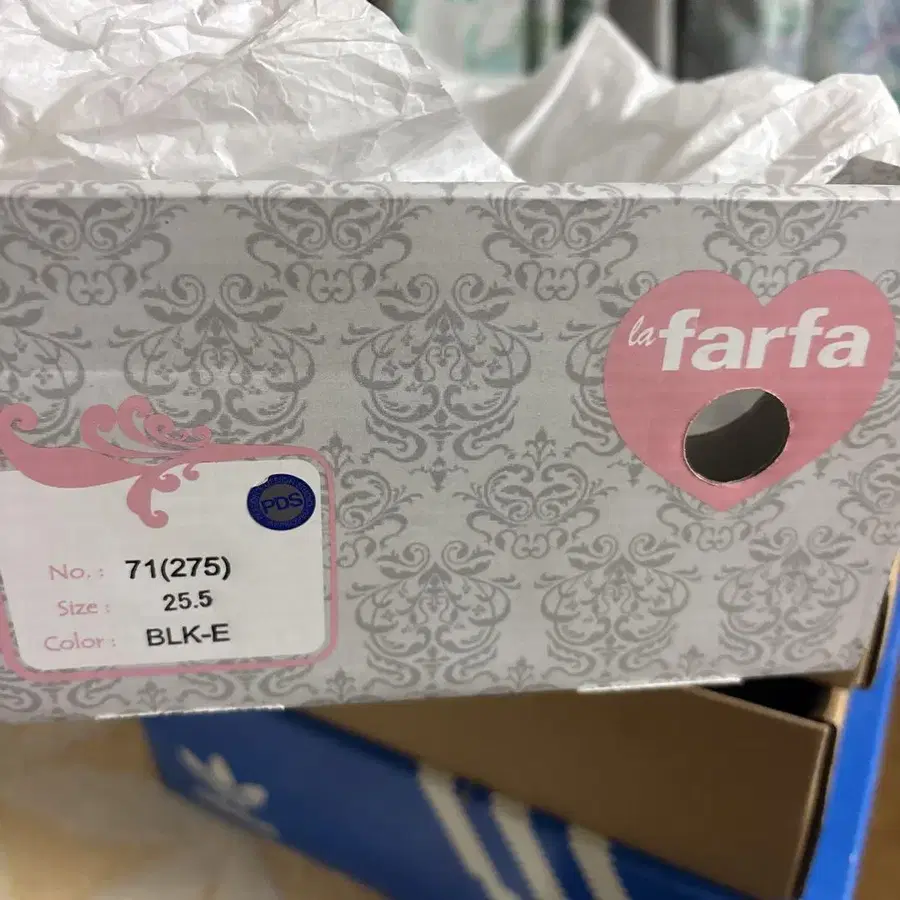 la farfa
PDS
No.: 71(275)
Size: 25.5
Color: BLK-E